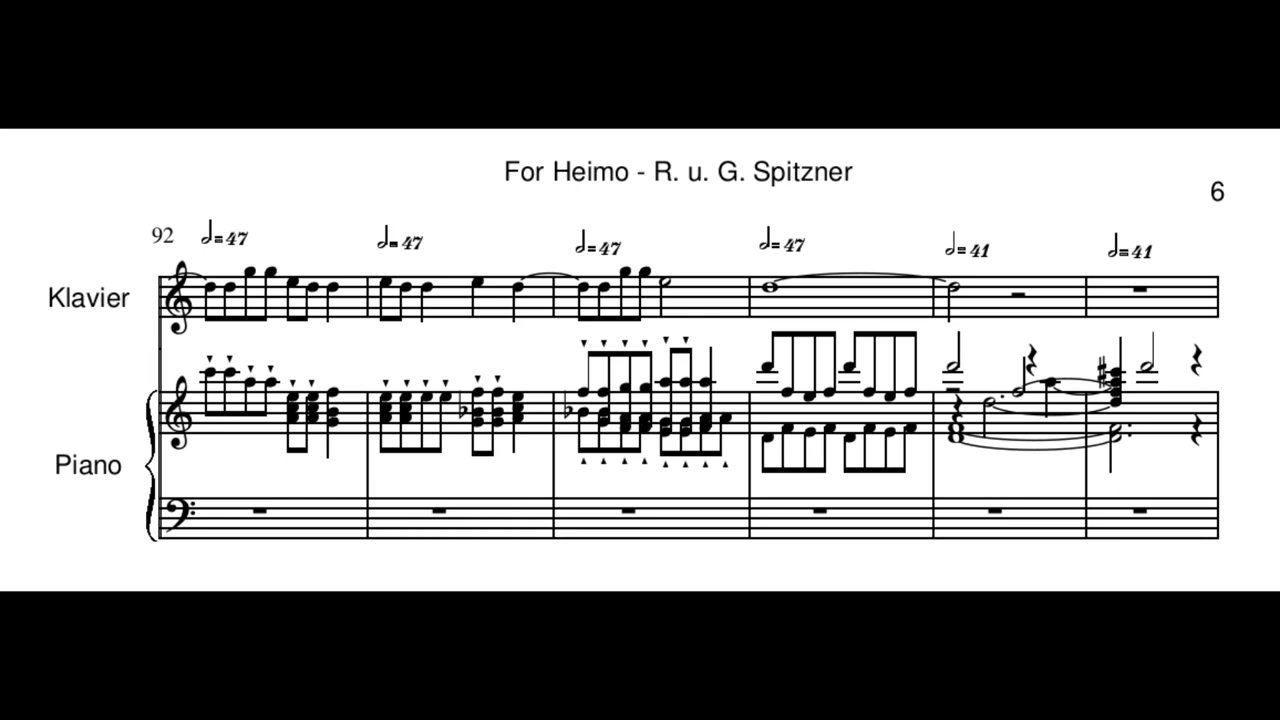 For Heimo - R. u. G. Spitzner
6
92
=47
=47
=47
=47
=41
=41
Klavier
Piano